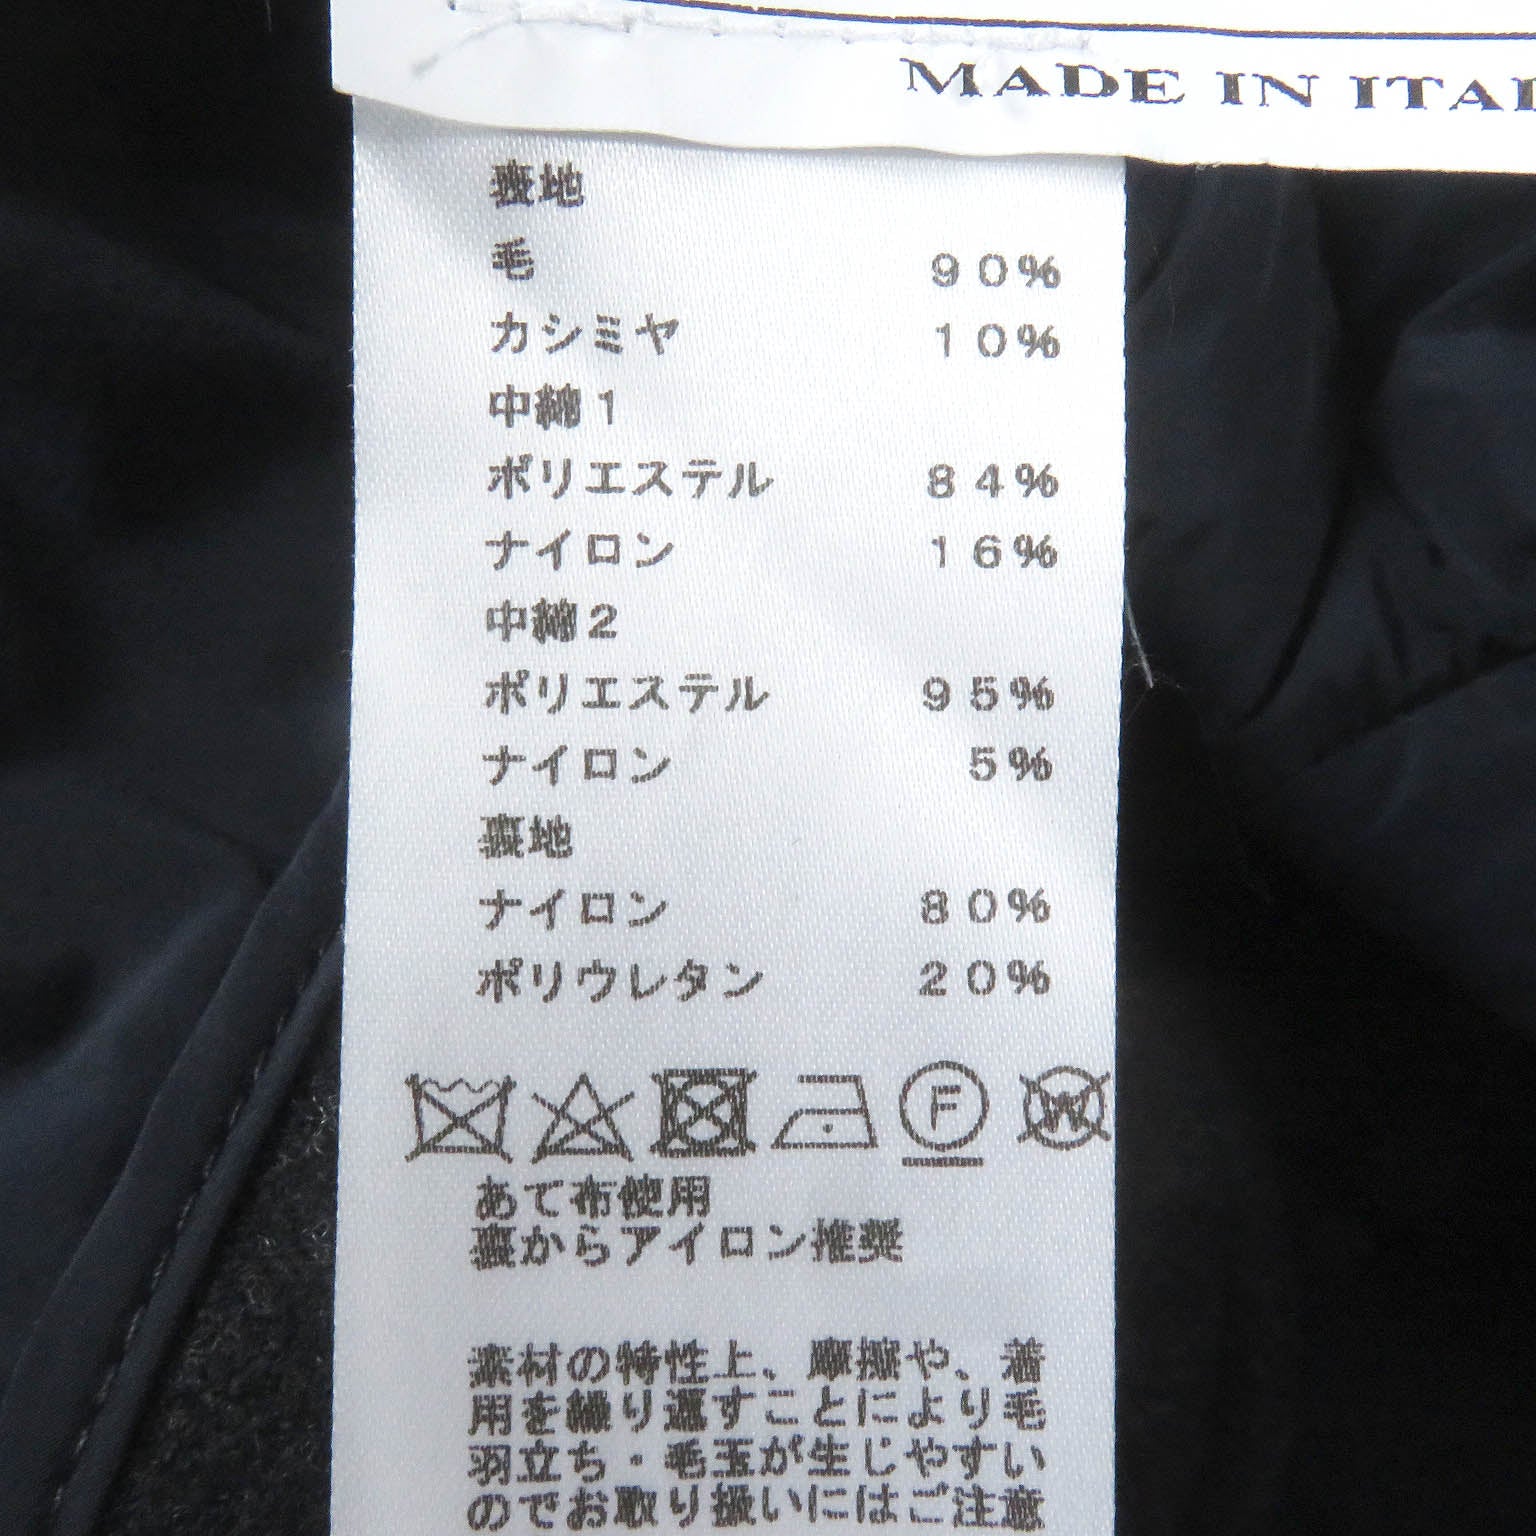 MADE IN ITAL
表地
毛 90%
カシミヤ 10%
中綿1
ポリエステル 84%
ナイロン 16%
中綿2
ポリエステル 95%
ナイロン 5%
裏地
ナイロン 80%
ポリウレタン 20%
F W
あて布使用
裏からアイロン推奨
素材の特性上、摩擦や、着
用を繰り返すことにより毛
羽立ち・毛玉が生じやすい
のでお取り扱いにはご注意